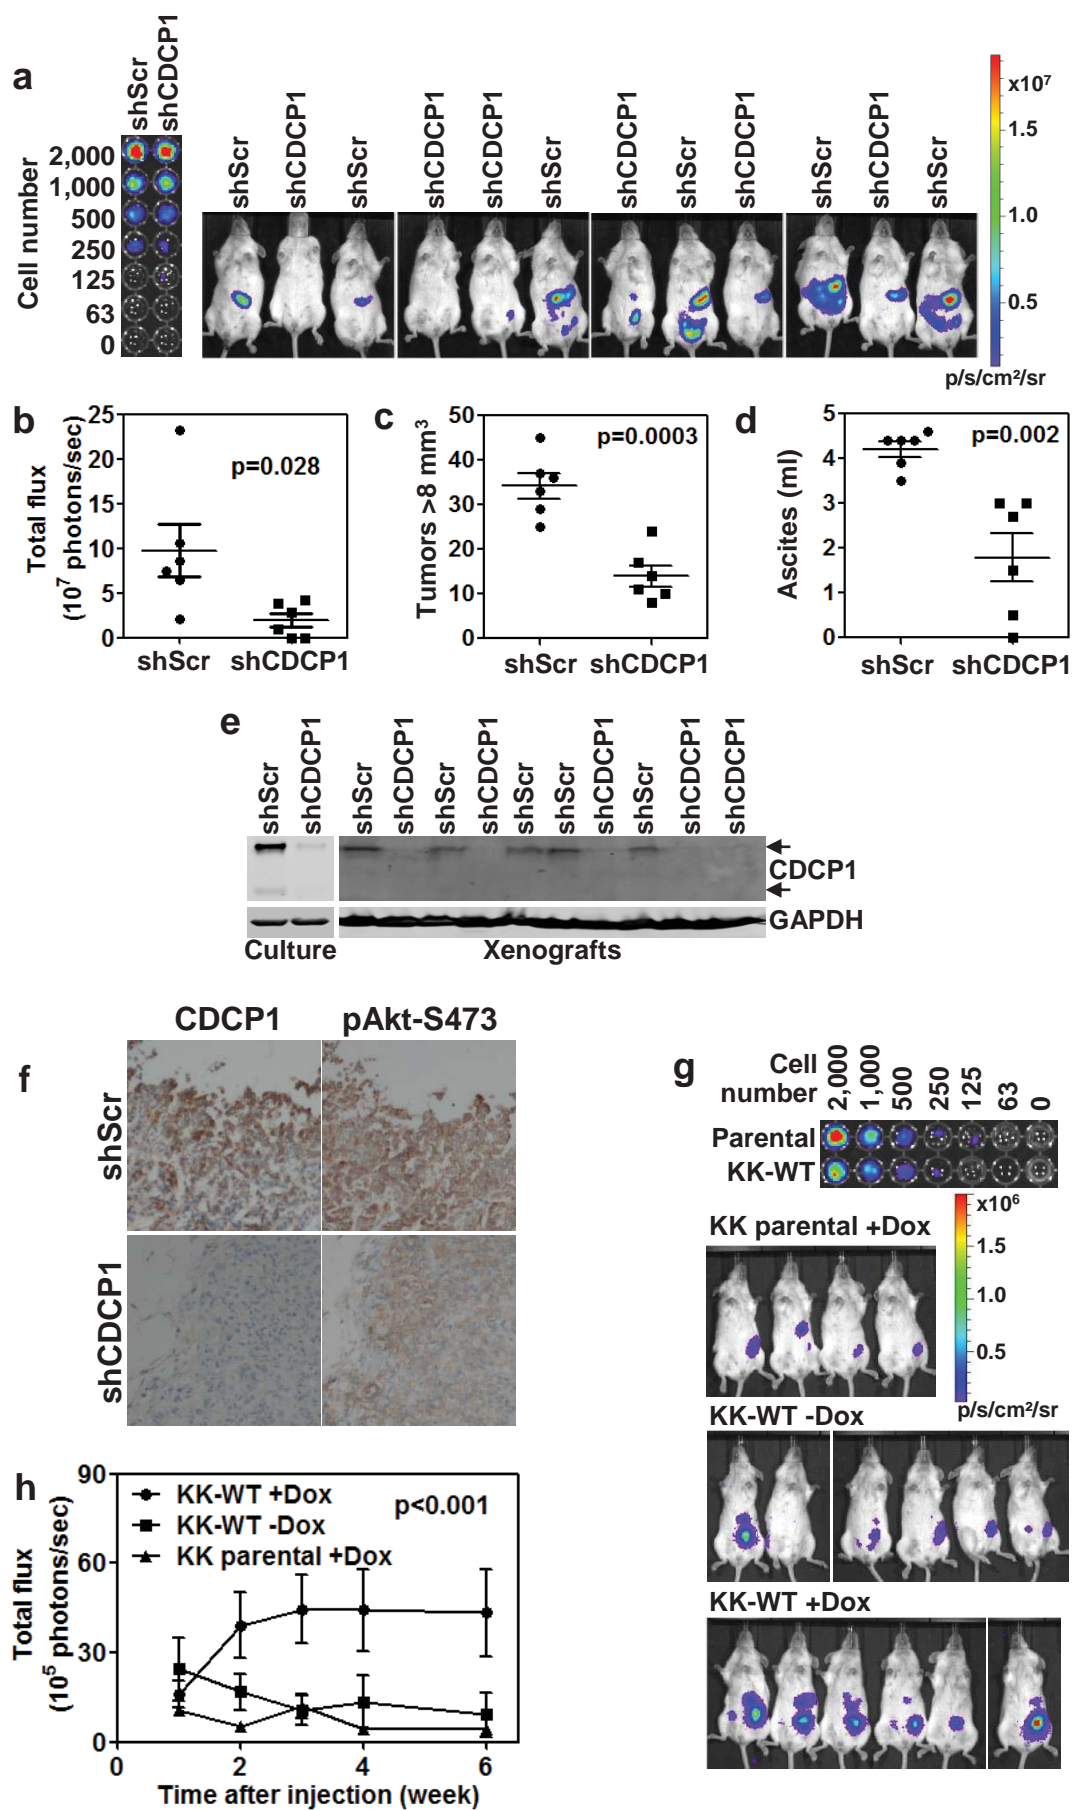 a
shScr
shCDCP1
Cell number
2,000
1,000
500
250
125
63
0
shScr
shCDCP1
shScr
shCDCP1
shCDCP1
shScr
shCDCP1
shScr
shCDCP1
shScr
shCDCP1
shScr
x10⁷
1.5
1.0
0.5
p/s/cm²/sr
b
Total flux
(10⁷ photons/sec)
25
20
15
10
5
0
p=0.028
shScr shCDCP1
c
Tumors >8 mm³
50
40
30
20
10
0
p=0.0003
shScr shCDCP1
d
Ascites (ml)
5
4
3
2
1
0
p=0.002
shScr shCDCP1
e
shScr
shCDCP1
shScr
shCDCP1
shScr
shCDCP1
shScr
shScr
shCDCP1
shScr
shCDCP1
shCDCP1
CDCP1
GAPDH
Culture Xenografts
f
CDCP1 pAkt-S473
shScr
shCDCP1
g
Cell
number
2,000
1,000
500
250
125
63
0
Parental
KK-WT
KK parental +Dox
x10⁶
1.5
1.0
0.5
p/s/cm²/sr
KK-WT -Dox
KK-WT +Dox
h
Total flux
(10⁵ photons/sec)
90
60
30
0
KK-WT +Dox
KK-WT -Dox
KK parental +Dox
p<0.001
0 2 4 6
Time after injection (week)